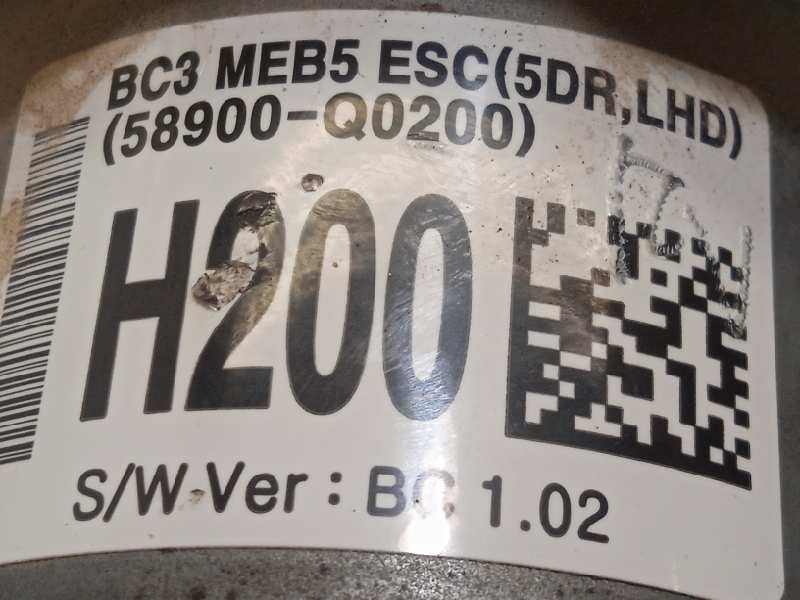 BC3 MEB5 ESC(5DR,LHD)
(58900-Q0200)
H200
S/W Ver : BC 1.02